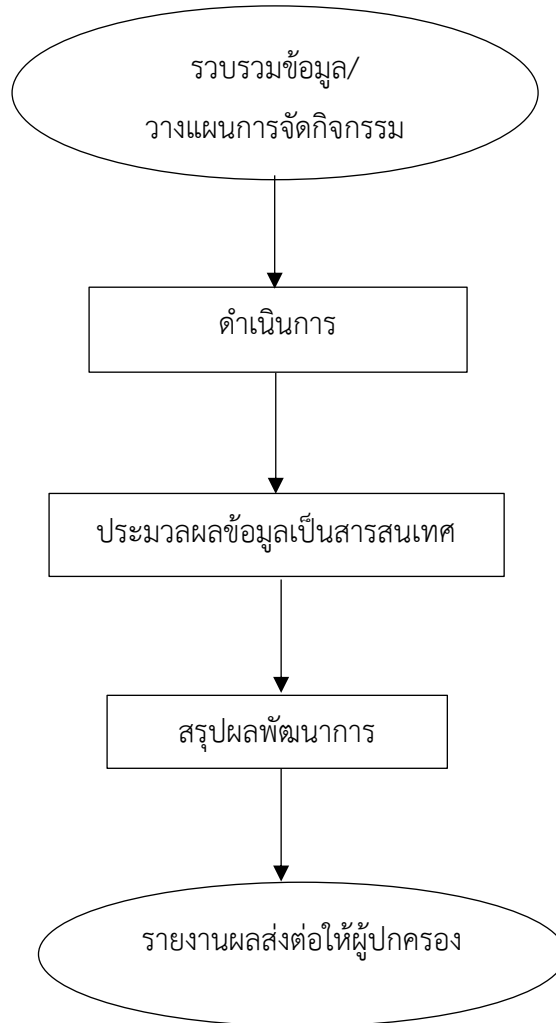 รวบรวมข้อมูล/
วางแผนการจัดกิจกรรม
ดำเนินการ
ประมวลผลข้อมูลเป็นสารสนเทศ
สรุปผลพัฒนาการ
รายงานผลส่งต่อให้ผู้ปกครอง